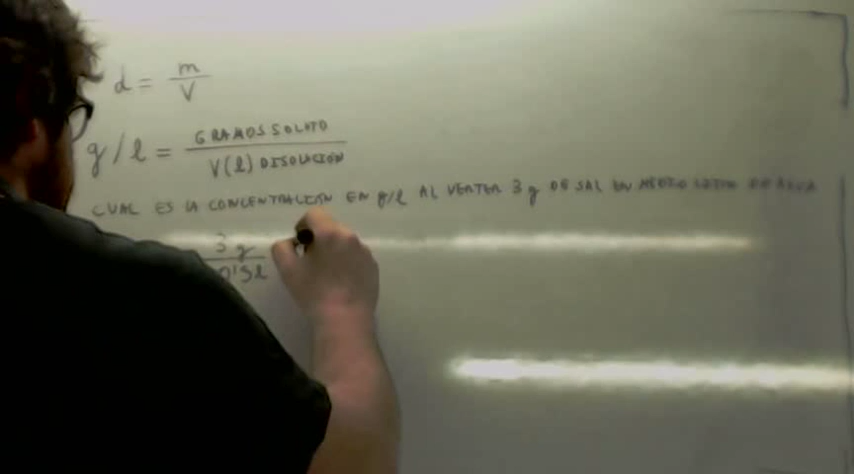 d = m/V
g/l = GRAMOS SOLUTO / V(l) DISOLUCIÓN
CUAL ES LA CONCENTRACIÓN EN g/l AL VERTER 3 g DE SAL EN MEDIO LITRO DE AGUA
3 g / 0'5 l